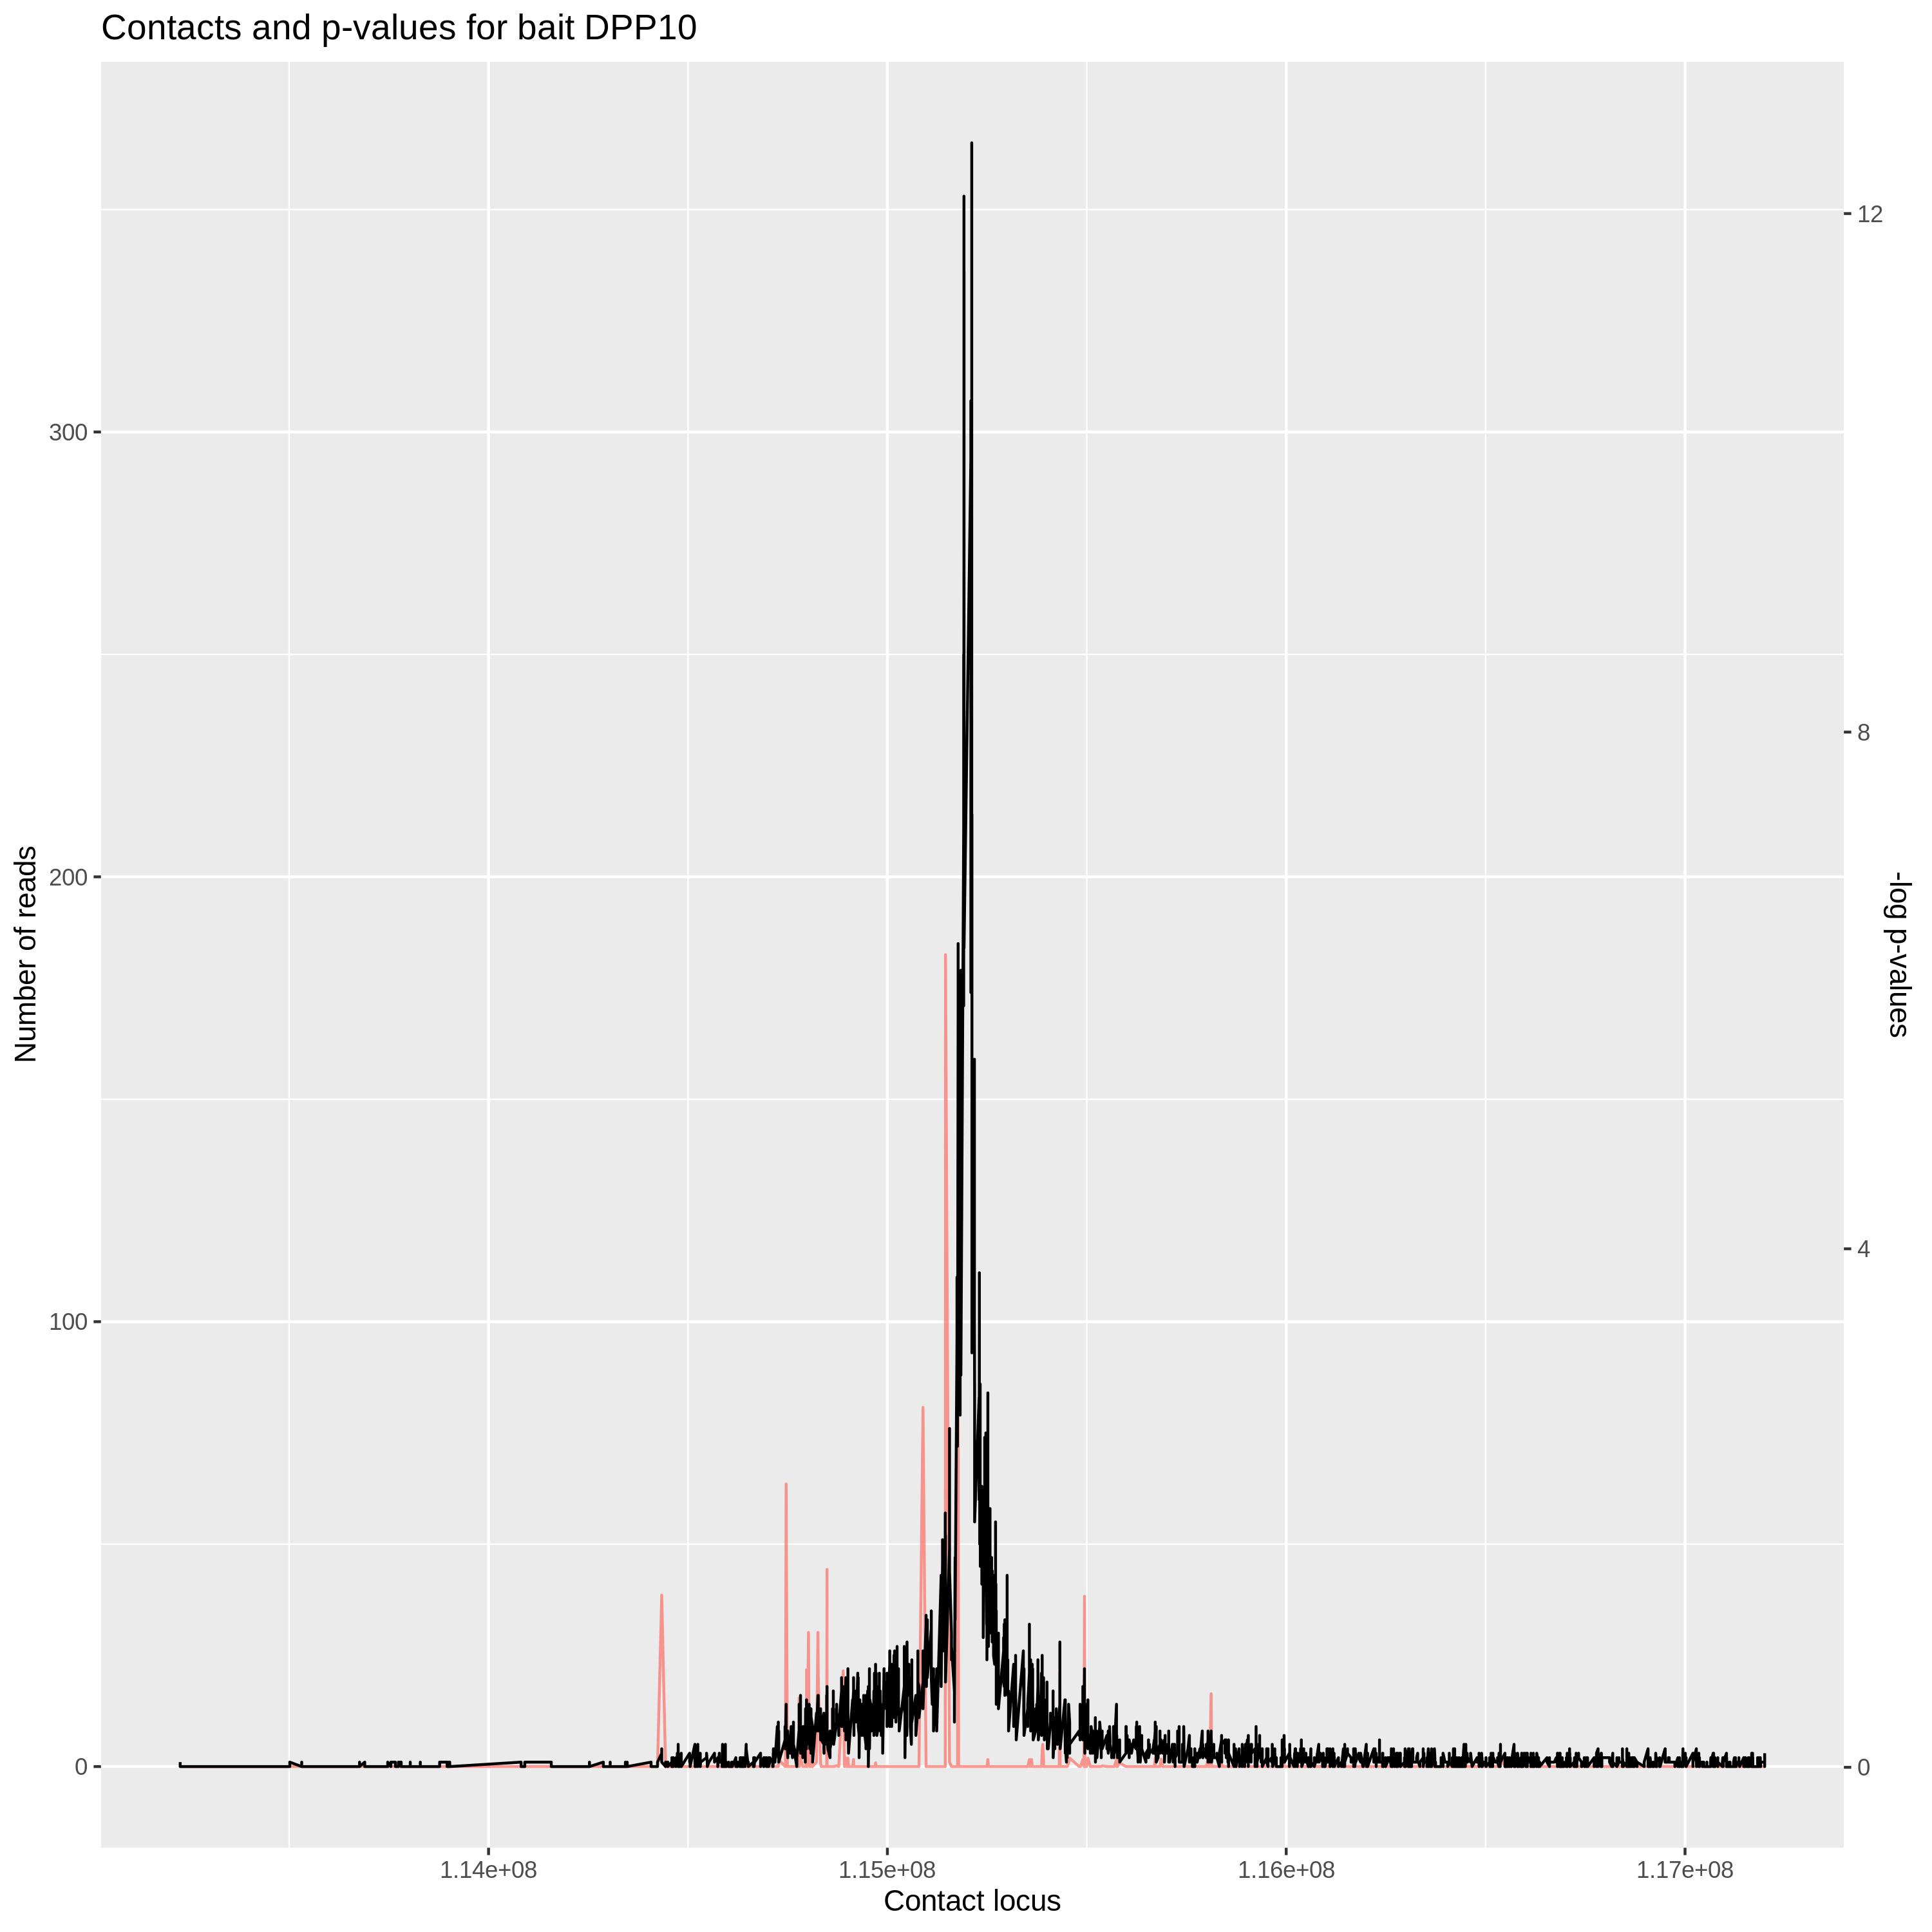 Contacts and p-values for bait DPP10
Number of reads
300
200
100
0
12
8
4
0
-log p-values
1.14e+08
1.15e+08
1.16e+08
1.17e+08
Contact locus